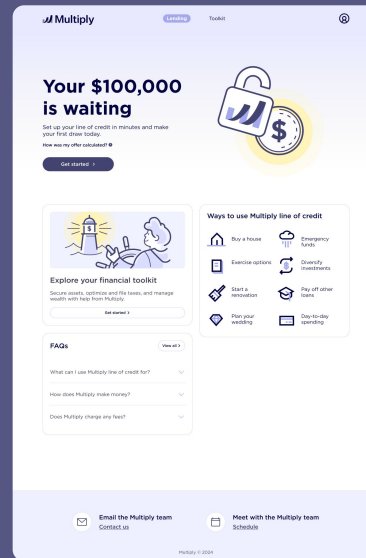 Multiply
Lending
Toolkit
Your $100,000
is waiting
Set up your line of credit in minutes and make
your first draw today.
How was my offer calculated?
Get started >
$
$
Explore your financial toolkit
Secure assets, optimize and file taxes, and manage
wealth with help from Multiply.
Get started >
Ways to use Multiply line of credit
Buy a house
Emergency
funds
Exercise options
$
Diversify
investments
Start a
renovation
Pay off other
loans
Plan your
wedding
Day-to-day
spending
FAQs
View all >
What can I use Multiply line of credit for?
How does Multiply make money?
Does Multiply charge any fees?
Email the Multiply team
Contact us
Meet with the Multiply team
Schedule
Multiply © 2024